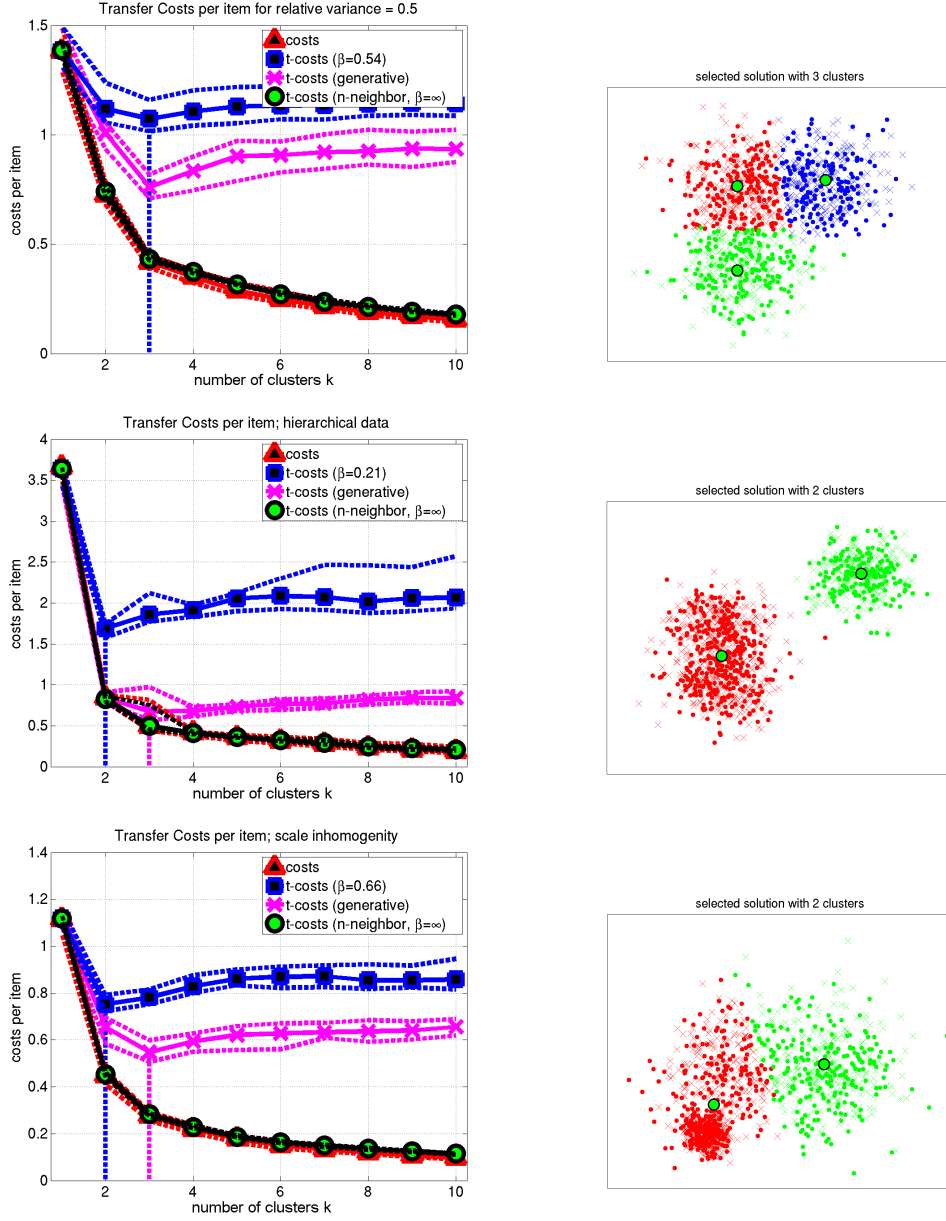 Transfer Costs per item for relative variance = 0.5
1.5
1
0.5
0
costs per item
costs
t-costs (β=0.54)
t-costs (generative)
t-costs (n-neighbor, β=∞)
2
4
6
8
10
number of clusters k
selected solution with 3 clusters
Transfer Costs per item; hierarchical data
4
3.5
3
2.5
2
1.5
1
0.5
0
costs per item
costs
t-costs (β=0.21)
t-costs (generative)
t-costs (n-neighbor, β=∞)
2
4
6
8
10
number of clusters k
selected solution with 2 clusters
Transfer Costs per item; scale inhomogenity
1.4
1.2
1
0.8
0.6
0.4
0.2
0
costs per item
costs
t-costs (β=0.66)
t-costs (generative)
t-costs (n-neighbor, β=∞)
2
4
6
8
10
number of clusters k
selected solution with 2 clusters